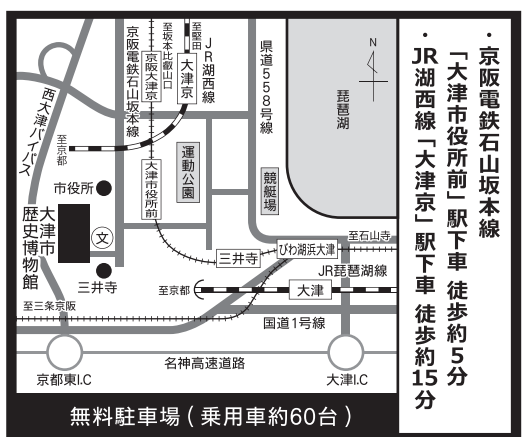 ・京阪電鉄石山坂本線
「大津市役所前」駅下車 徒歩約5分
・JR湖西線「大津京」駅下車 徒歩約15分
至堅田
至坂本比叡山口
JR湖西線
大津京
京阪大津京
京阪電鉄石山坂本線
県道558号線
N
琵琶湖
西大津バイパス
至京都
運動公園
競艇場
大津市役所前
市役所
大津市
歴史博物館
文
三井寺
三井寺
びわ湖浜大津
至石山寺
JR琵琶湖線
至京都
大津
至三条京阪
国道1号線
名神高速道路
京都東I.C
大津I.C
無料駐車場(乗用車約60台)